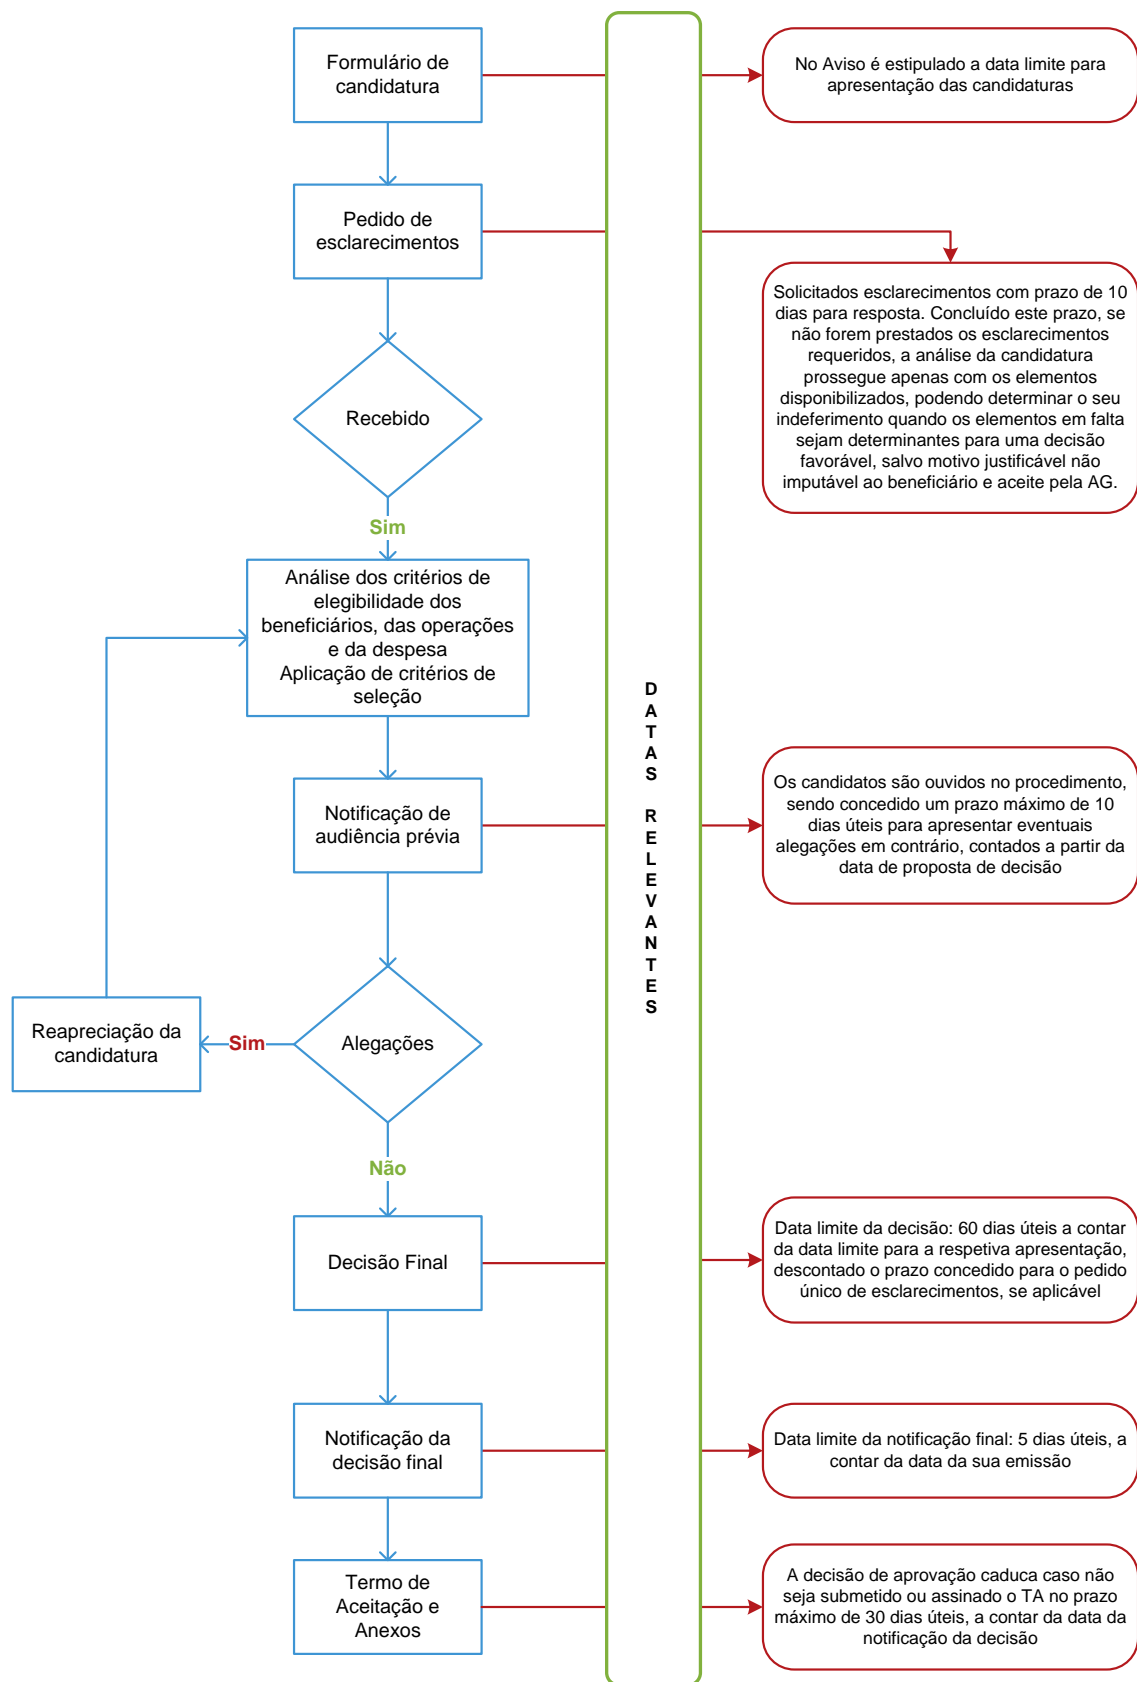 Formulário de
candidatura
No Aviso é estipulado a data limite para
apresentação das candidaturas
Pedido de
esclarecimentos
Solicitados esclarecimentos com prazo de 10
dias para resposta. Concluído este prazo, se
não forem prestados os esclarecimentos
requeridos, a análise da candidatura
prossegue apenas com os elementos
disponibilizados, podendo determinar o seu
indeferimento quando os elementos em falta
sejam determinantes para uma decisão
favorável, salvo motivo justificável não
imputável ao beneficiário e aceite pela AG.
Recebido
Sim
Análise dos critérios de
elegibilidade dos
beneficiários, das operações
e da despesa
Aplicação de critérios de
seleção
DATAS RELEVANTES
Notificação de
audiência prévia
Os candidatos são ouvidos no procedimento,
sendo concedido um prazo máximo de 10
dias úteis para apresentar eventuais
alegações em contrário, contados a partir da
data de proposta de decisão
Reapreciação da
candidatura
Sim
Alegações
Não
Decisão Final
Data limite da decisão: 60 dias úteis a contar
da data limite para a respetiva apresentação,
descontado o prazo concedido para o pedido
único de esclarecimentos, se aplicável
Notificação da
decisão final
Data limite da notificação final: 5 dias úteis, a
contar da data da sua emissão
Termo de
Aceitação e
Anexos
A decisão de aprovação caduca caso não
seja submetido ou assinado o TA no prazo
máximo de 30 dias úteis, a contar da data da
notificação da decisão